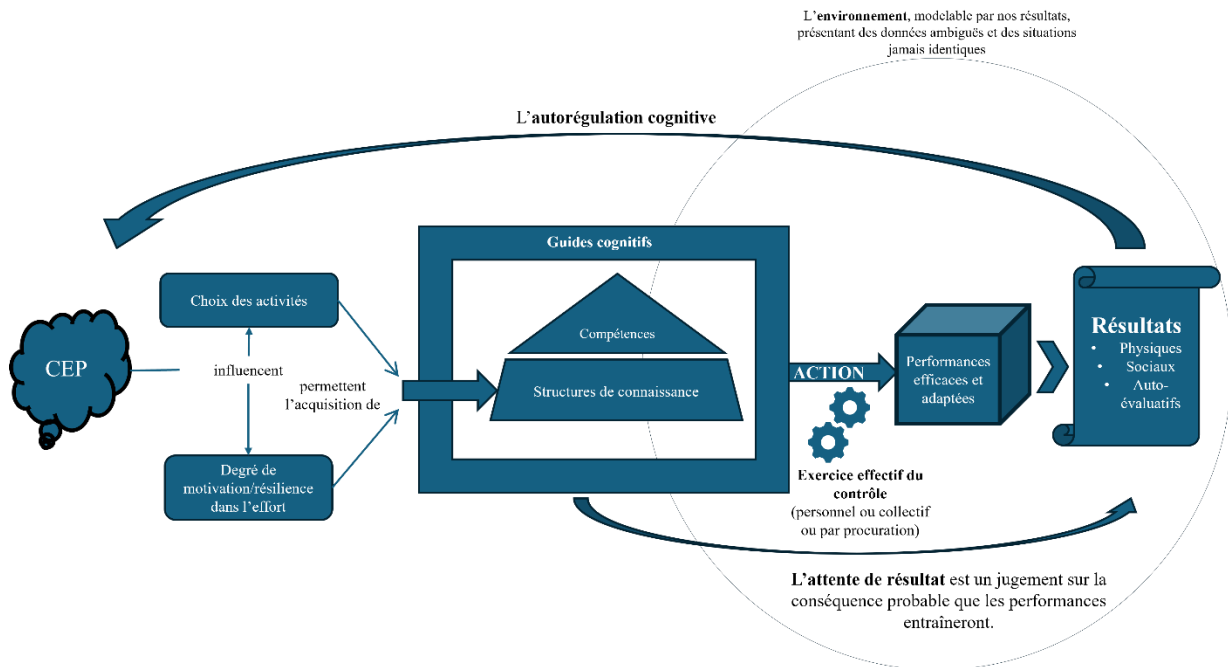 L'environnement, modelable par nos résultats,
présentant des données ambiguës et des situations
jamais identiques
L'autorégulation cognitive
Guides cognitifs
Choix des activités
Compétences
Résultats
• Physiques
• Sociaux
• Auto-
évaluatifs
CEP
influencent
permettent
l'acquisition de
Structures de connaissance
ACTION
Performances
efficaces et
adaptées
Degré de
motivation/résilience
dans l'effort
Exercice effectif du
contrôle
(personnel ou collectif
ou par procuration)
L'attente de résultat est un jugement sur la
conséquence probable que les performances
entraîneront.